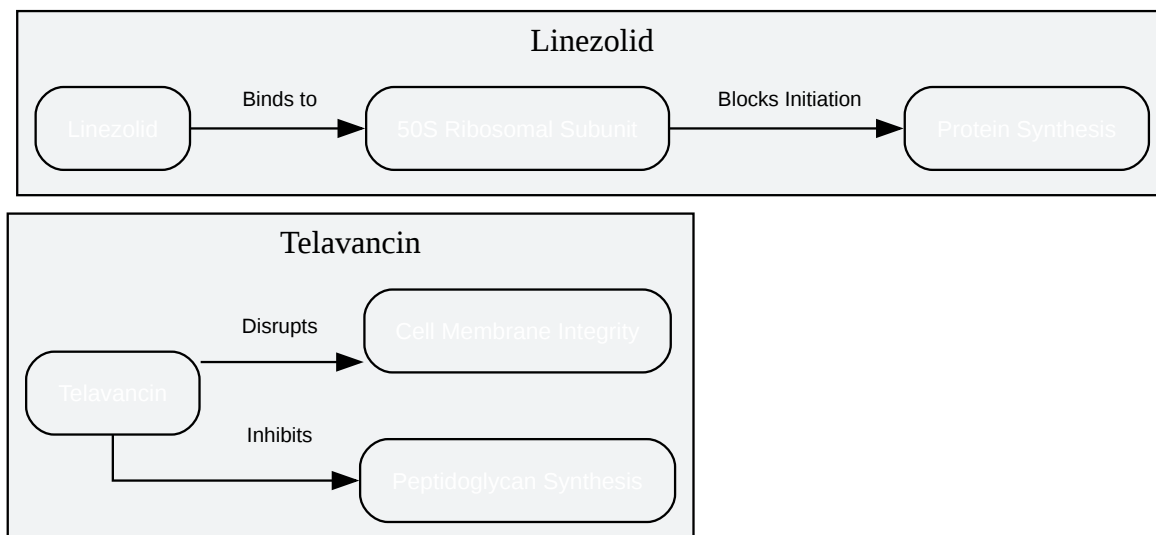 Linezolid
Binds to
Blocks Initiation
Linezolid
50S Ribosomal Subunit
Protein Synthesis
Telavancin
Disrupts
Cell Membrane Integrity
Telavancin
Inhibits
Peptidoglycan Synthesis